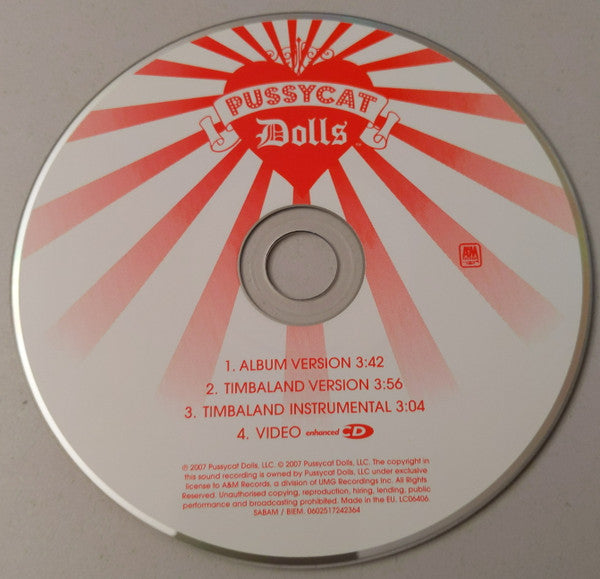 PUSSYCAT
Dolls
A&M
1. ALBUM VERSION 3:42
2. TIMBALAND VERSION 3:56
3. TIMBALAND INSTRUMENTAL 3:04
4. VIDEO enhanced CD
℗ 2007 Pussycat Dolls, LLC. © 2007 Pussycat Dolls, LLC. The copyright in
this sound recording is owned by Pussycat Dolls, LLC under exclusive
license to A&M Records. a division of UMG Recordings Inc. All Rights
Reserved. Unauthorised copying, reproduction, hiring, lending, public
performance and broadcasting prohibited. Made in the EU. LC06406.
SABAM / BIEM. 0602517242364